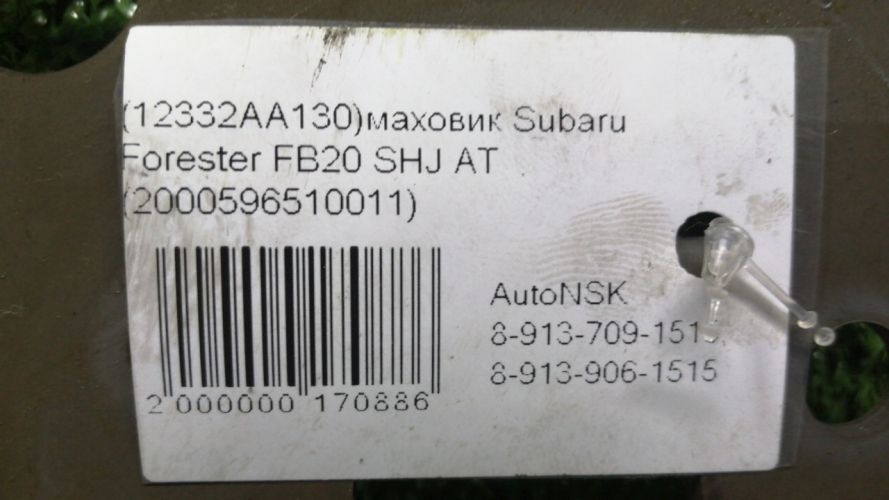 (12332AA130)маховик Subaru
Forester FB20 SHJ AT
(2000596510011)
AutoNSK
8-913-709-151
8-913-906-1515
2 000000 170886